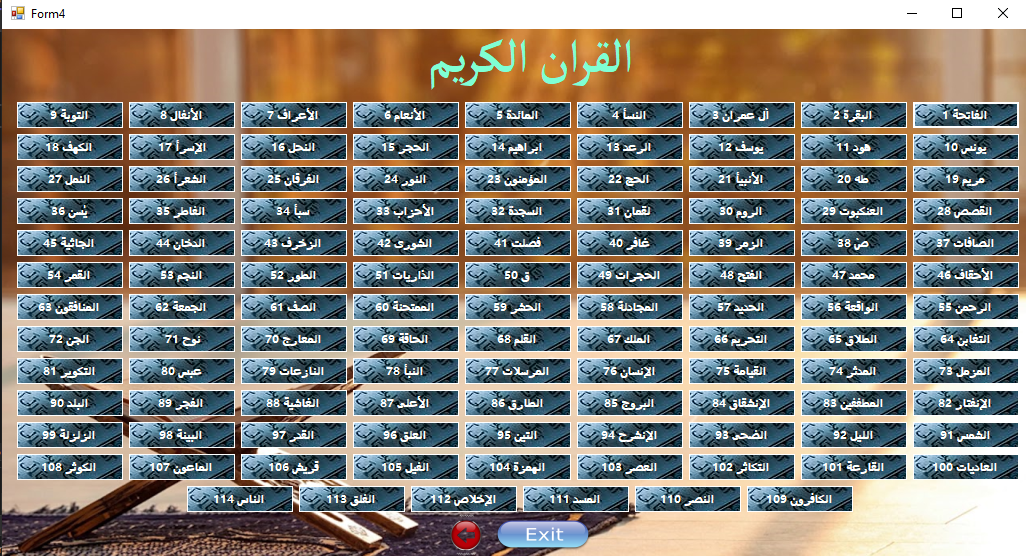 Form4
القران الكريم
الفاتحة 1 البقرة 2 آل عمران 3 النسأ 4 المائدة 5 الأنعام 6 الأعراف 7 الأنفال 8 التوبة 9
يونس 10 هود 11 يوسف 12 الرعد 13 ابراهيم 14 الحجر 15 النحل 16 الإسرأ 17 الكهف 18
مريم 19 طه 20 الأنبيأ 21 الحج 22 المؤمنون 23 النور 24 الفرقان 25 الشعرأ 26 النمل 27
القصص 28 العنكبوت 29 الروم 30 لقمان 31 السجدة 32 الأحزاب 33 سبأ 34 الفاطر 35 يٰسن 36
الصافات 37 صٓ 38 الزمر 39 غافر 40 فصلت 41 الشورى 42 الزخرف 43 الدخان 44 الجاثية 45
الأحقاف 46 محمد 47 الفتح 48 الحجرات 49 ق 50 الذاريات 51 الطور 52 النجم 53 القمر 54
الرحمن 55 الواقعة 56 الحديد 57 المجادلة 58 الحشر 59 الممتحنة 60 الصف 61 الجمعة 62 المنافقون 63
التغابن 64 الطلاق 65 التحريم 66 الملك 67 القلم 68 الحاقة 69 المعارج 70 نوح 71 الجن 72
المزمل 73 المدثر 74 القيامة 75 الإنسان 76 المرسلات 77 النبأ 78 النازعات 79 عبس 80 التكوير 81
الإنفتار 82 المطففين 83 الإنشقاق 84 البروج 85 الطارق 86 الأعلى 87 الغاشية 88 الفجر 89 البلد 90
الشمس 91 الليل 92 الضحى 93 الإنشرح 94 التين 95 العلق 96 القدر 97 البينة 98 الزلزلة 99
العاديات 100 القارعة 101 التكاثر 102 العصر 103 الهمزة 104 الفيل 105 قريش 106 الماعون 107 الكوثر 108
الكافرون 109 النصر 110 المسد 111 الإخلاص 112 الفلق 113 الناس 114
Exit